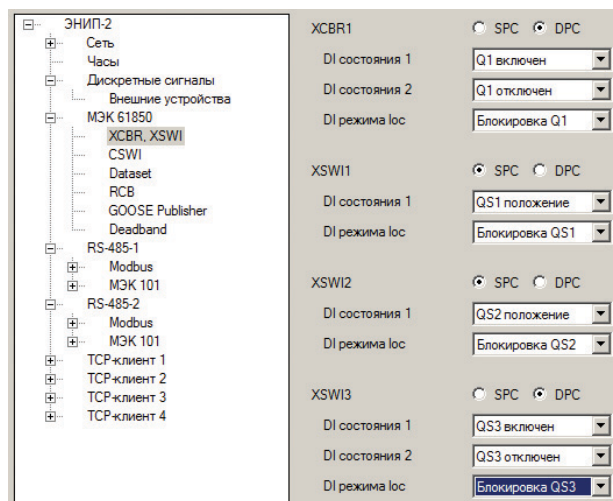 ЭНИП-2
Сеть
Часы
Дискретные сигналы
Внешние устройства
МЭК 61850
XCBR, XSWI
CSWI
Dataset
RCB
GOOSE Publisher
Deadband
RS-485-1
Modbus
МЭК 101
RS-485-2
Modbus
МЭК 101
TCP-клиент 1
TCP-клиент 2
TCP-клиент 3
TCP-клиент 4
XCBR1 SPC DPC
DI состояния 1 Q1 включен
DI состояния 2 Q1 отключен
DI режима loc Блокировка Q1
XSWI1 SPC DPC
DI состояния 1 QS1 положение
DI режима loc Блокировка QS1
XSWI2 SPC DPC
DI состояния 1 QS2 положение
DI режима loc Блокировка QS2
XSWI3 SPC DPC
DI состояния 1 QS3 включен
DI состояния 2 QS3 отключен
DI режима loc Блокировка QS3